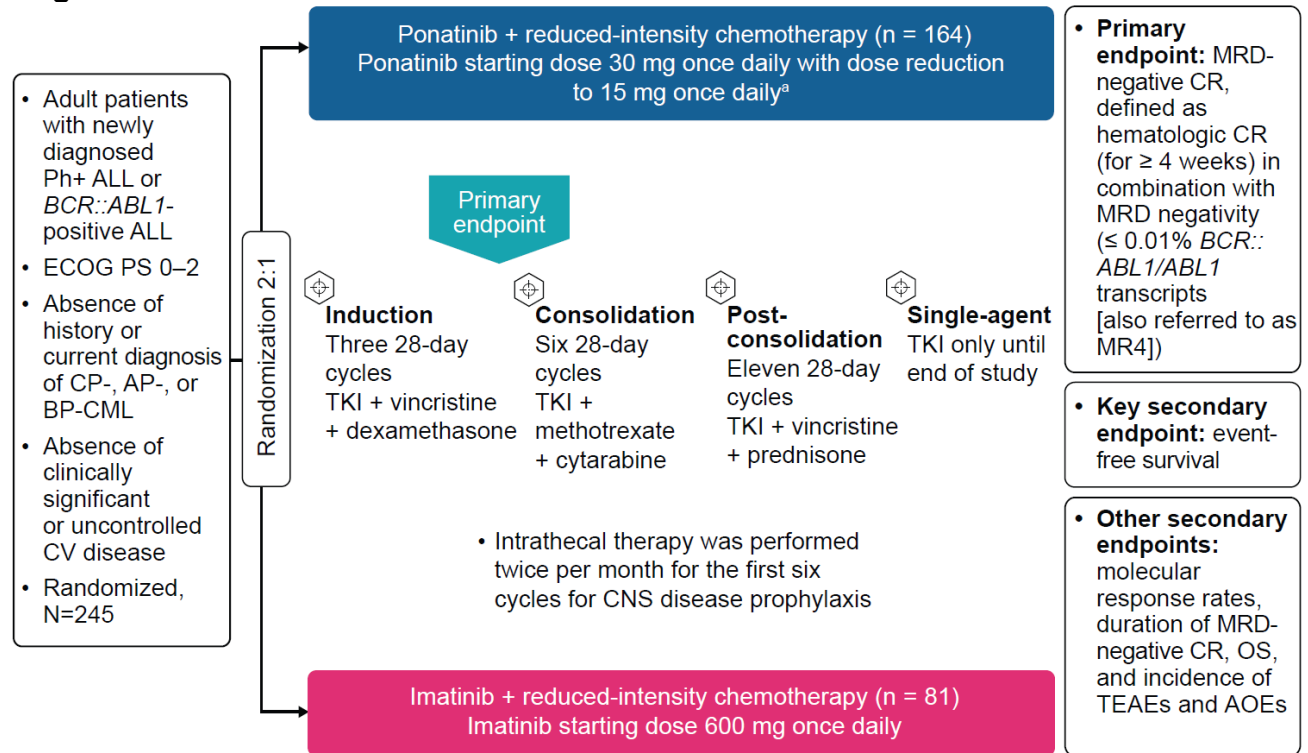 Ponatinib + reduced-intensity chemotherapy (n = 164)
Ponatinib starting dose 30 mg once daily with dose reduction
to 15 mg once dailyᵃ
• Adult patients
with newly
diagnosed
Ph+ ALL or
BCR::ABL1-
positive ALL
• ECOG PS 0–2
• Absence of
history or
current diagnosis
of CP-, AP-, or
BP-CML
• Absence of
clinically
significant
or uncontrolled
CV disease
• Randomized,
N=245
Randomization 2:1
Primary
endpoint
Induction
Three 28-day
cycles
TKI + vincristine
+ dexamethasone
Consolidation
Six 28-day
cycles
TKI +
methotrexate
+ cytarabine
Post-
consolidation
Eleven 28-day
cycles
TKI + vincristine
+ prednisone
Single-agent
TKI only until
end of study
• Intrathecal therapy was performed
twice per month for the first six
cycles for CNS disease prophylaxis
Imatinib + reduced-intensity chemotherapy (n = 81)
Imatinib starting dose 600 mg once daily
• Primary
endpoint: MRD-
negative CR,
defined as
hematologic CR
(for ≥ 4 weeks) in
combination with
MRD negativity
(≤ 0.01% BCR::
ABL1/ABL1
transcripts
[also referred to as
MR4])
• Key secondary
endpoint: event-
free survival
• Other secondary
endpoints:
molecular
response rates,
duration of MRD-
negative CR, OS,
and incidence of
TEAEs and AOEs